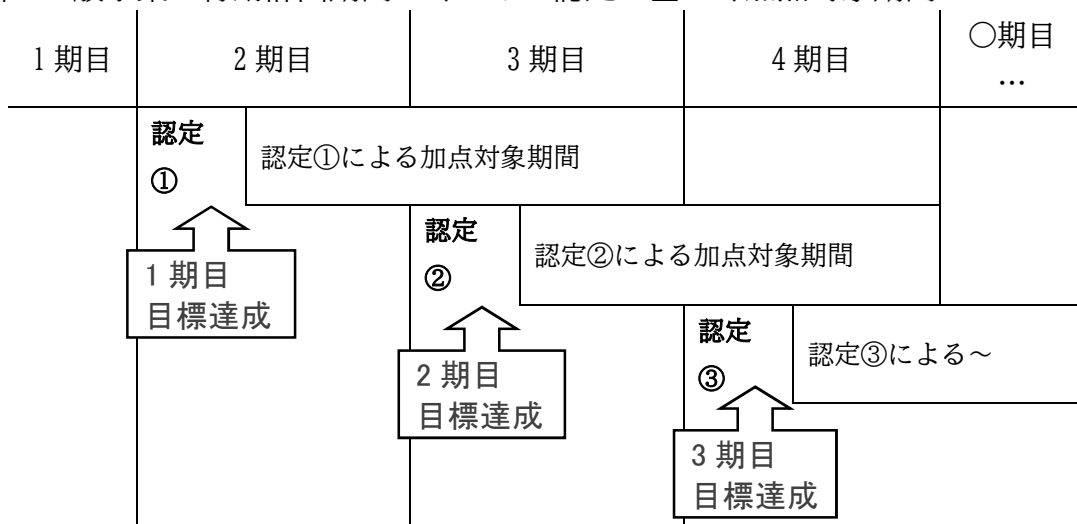 1期目
2期目
3期目
4期目
○期目
…
認定
①
認定①による加点対象期間
1期目
目標達成
認定
②
認定②による加点対象期間
2期目
目標達成
認定
③
認定③による～
3期目
目標達成